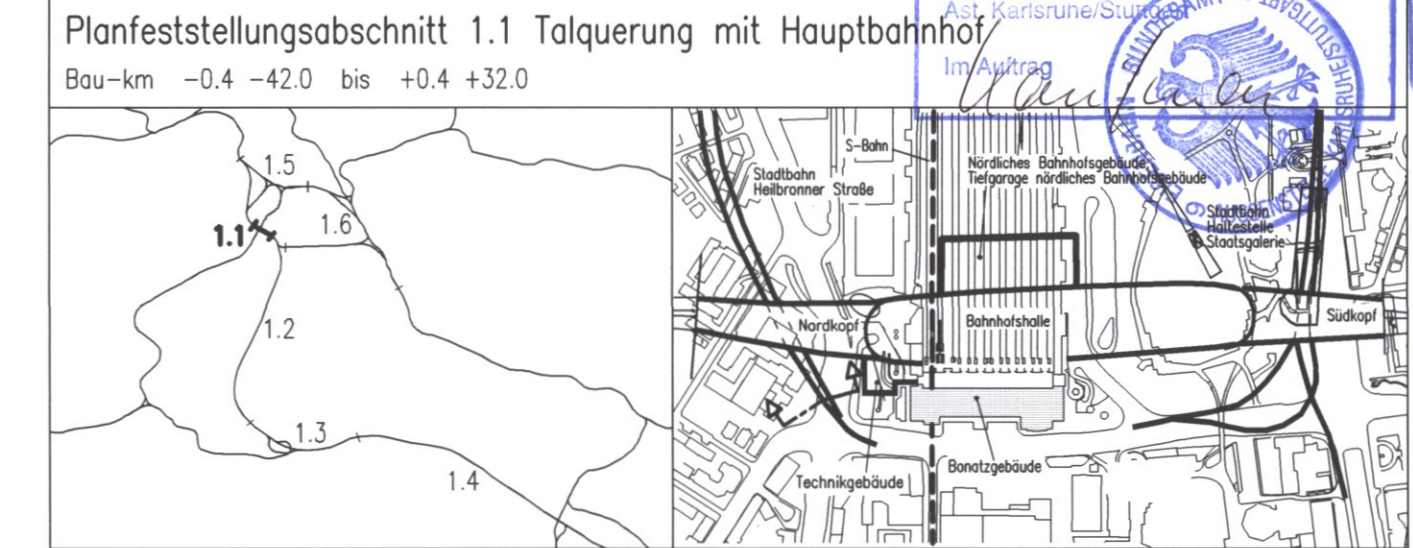 Planfeststellungsabschnitt 1.1 Talquerung mit Hauptbahnhof
Bau-km -0.4 -42.0 bis +0.4 +32.0
Ast. Karlsruhe/Stuttgart
Im Auftrag
1.5
1.6
1.1
1.2
1.3
1.4
S-Bahn
Stadtbahn
Heilbronner Straße
Nördliches Bahnhofsgebäude,
Tiefgarage nördliches Bahnhofsgebäude
Stadtbahn
Haltestelle
Staatsgalerie
Nordkopf
Bahnhofshalle
Südkopf
Technikgebäude
Bonatzgebäude